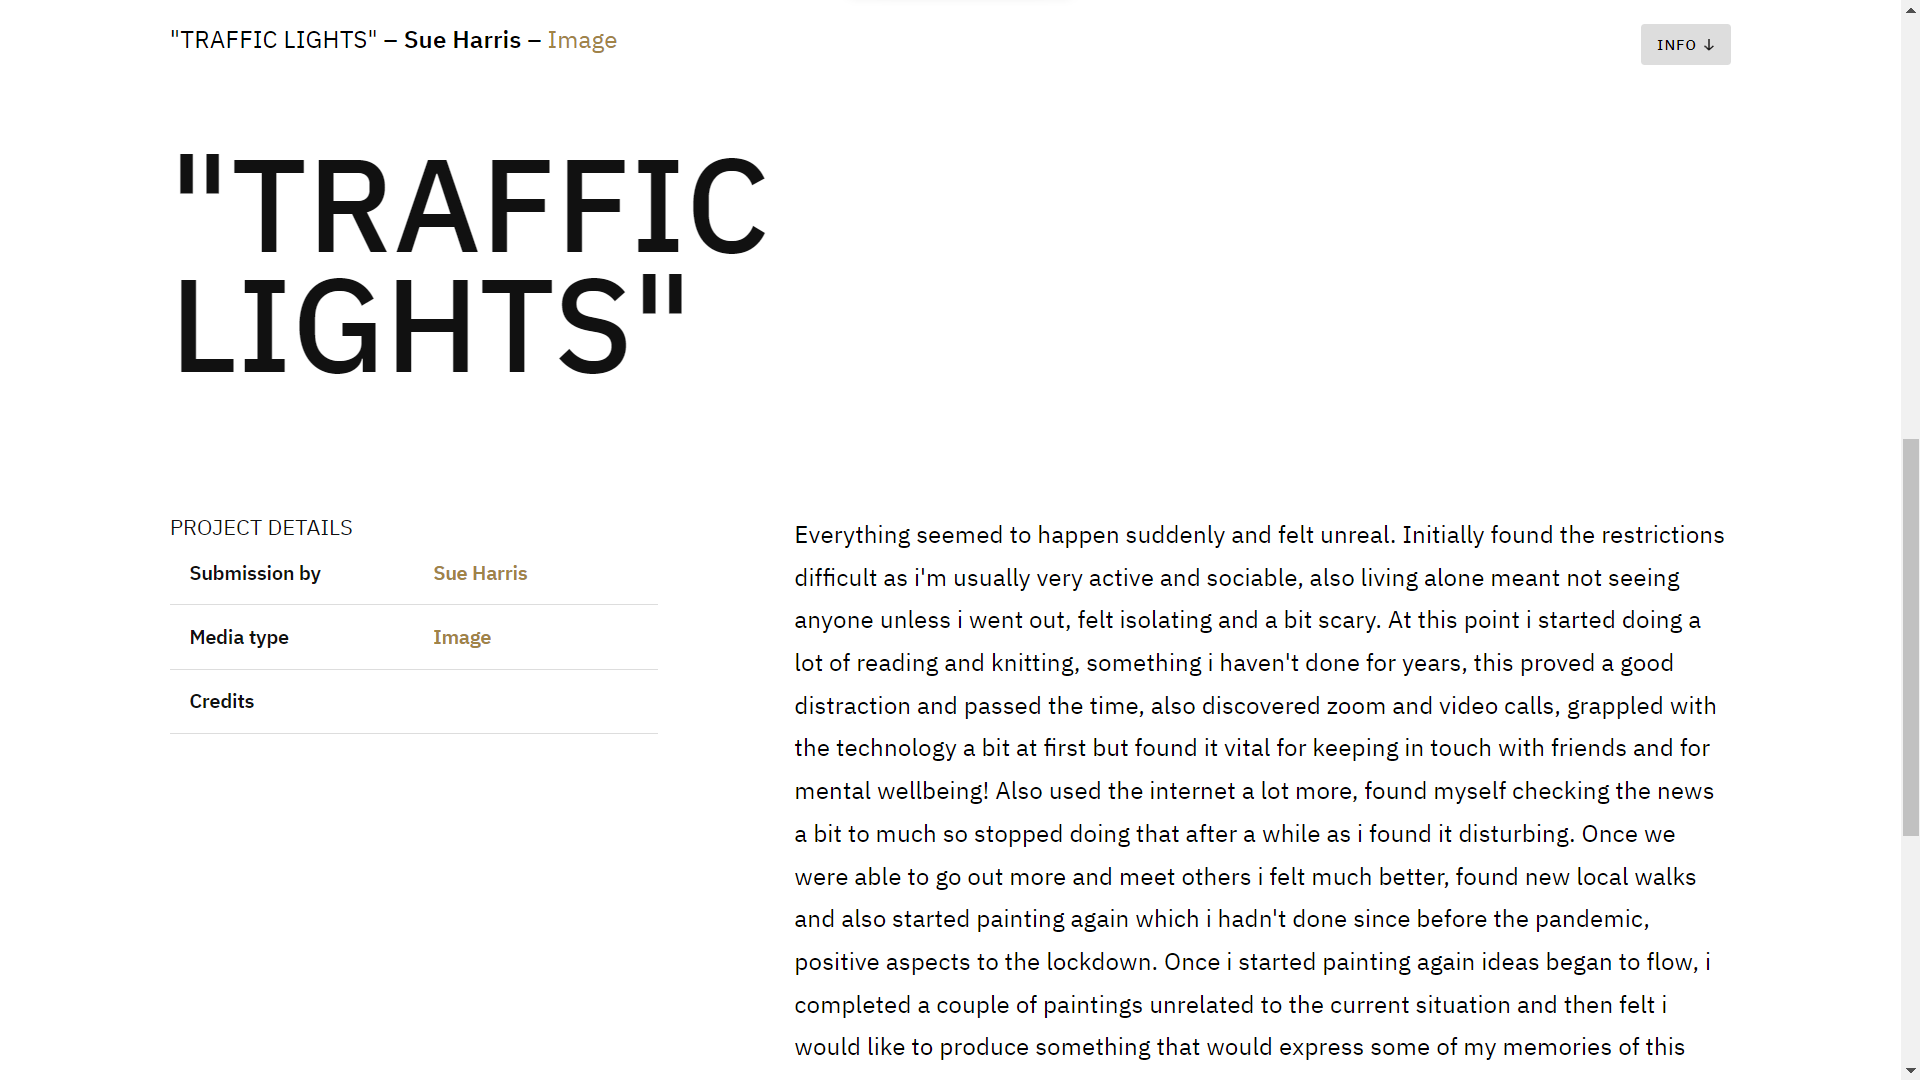 "TRAFFIC LIGHTS" – Sue Harris – Image
INFO ↓
"TRAFFIC
LIGHTS"
PROJECT DETAILS
Submission by Sue Harris
Media type Image
Credits
Everything seemed to happen suddenly and felt unreal. Initially found the restrictions
difficult as i'm usually very active and sociable, also living alone meant not seeing
anyone unless i went out, felt isolating and a bit scary. At this point i started doing a
lot of reading and knitting, something i haven't done for years, this proved a good
distraction and passed the time, also discovered zoom and video calls, grappled with
the technology a bit at first but found it vital for keeping in touch with friends and for
mental wellbeing! Also used the internet a lot more, found myself checking the news
a bit to much so stopped doing that after a while as i found it disturbing. Once we
were able to go out more and meet others i felt much better, found new local walks
and also started painting again which i hadn't done since before the pandemic,
positive aspects to the lockdown. Once i started painting again ideas began to flow, i
completed a couple of paintings unrelated to the current situation and then felt i
would like to produce something that would express some of my memories of this